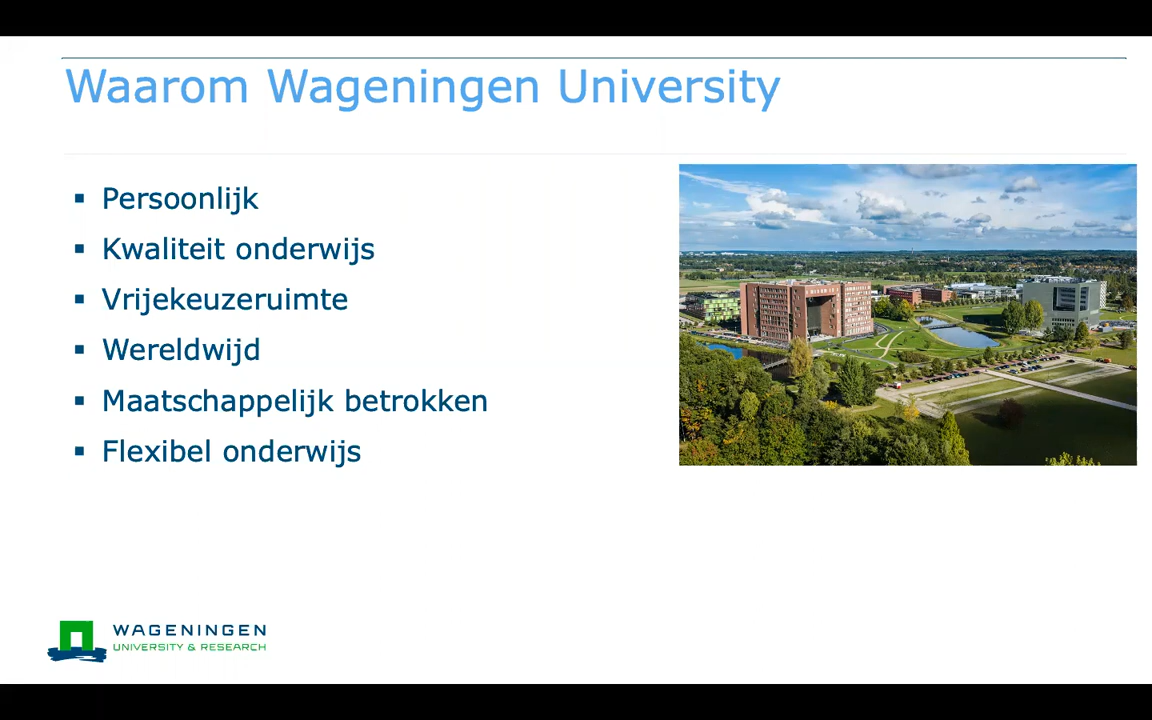 Waarom Wageningen University
▪ Persoonlijk
▪ Kwaliteit onderwijs
▪ Vrijekeuzeruimte
▪ Wereldwijd
▪ Maatschappelijk betrokken
▪ Flexibel onderwijs
WAGENINGEN
UNIVERSITY & RESEARCH